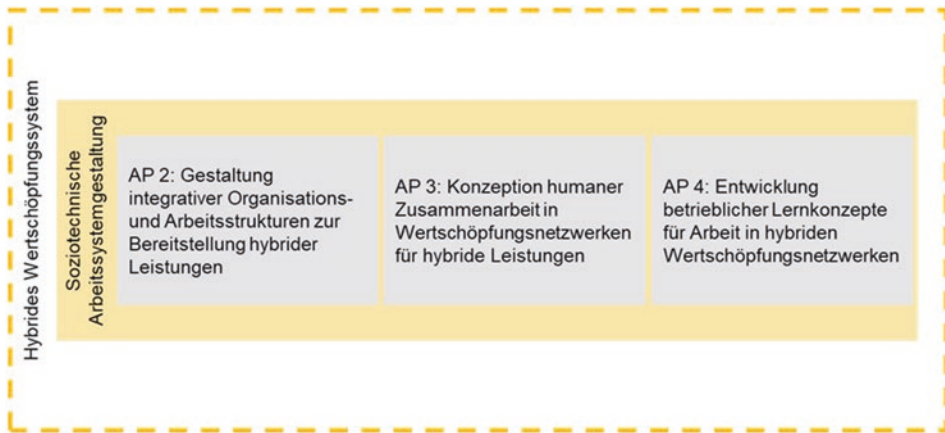 Hybrides Wertschöpfungssystem
Soziotechnische
Arbeitssystemgestaltung
AP 2: Gestaltung
integrativer Organisations-
und Arbeitsstrukturen zur
Bereitstellung hybrider
Leistungen
AP 3: Konzeption humaner
Zusammenarbeit in
Wertschöpfungsnetzwerken
für hybride Leistungen
AP 4: Entwicklung
betrieblicher Lernkonzepte
für Arbeit in hybriden
Wertschöpfungsnetzwerken